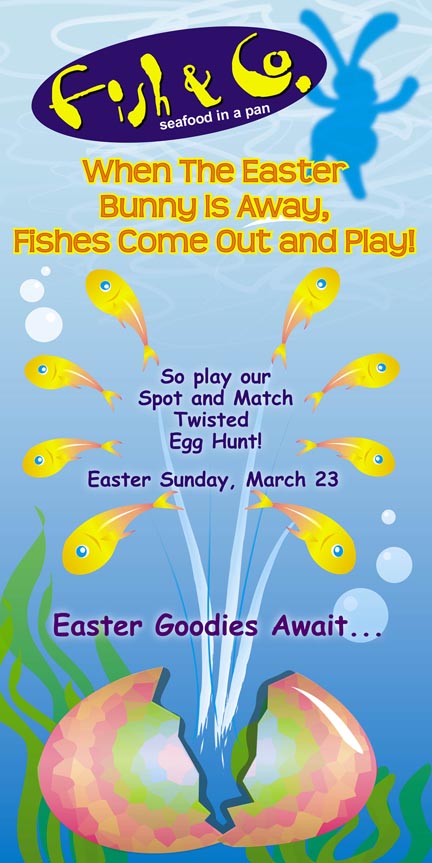 Fish & Co.
seafood in a pan
When The Easter
Bunny Is Away,
Fishes Come Out and Play!
So play our
Spot and Match
Twisted
Egg Hunt!
Easter Sunday, March 23
Easter Goodies Await...